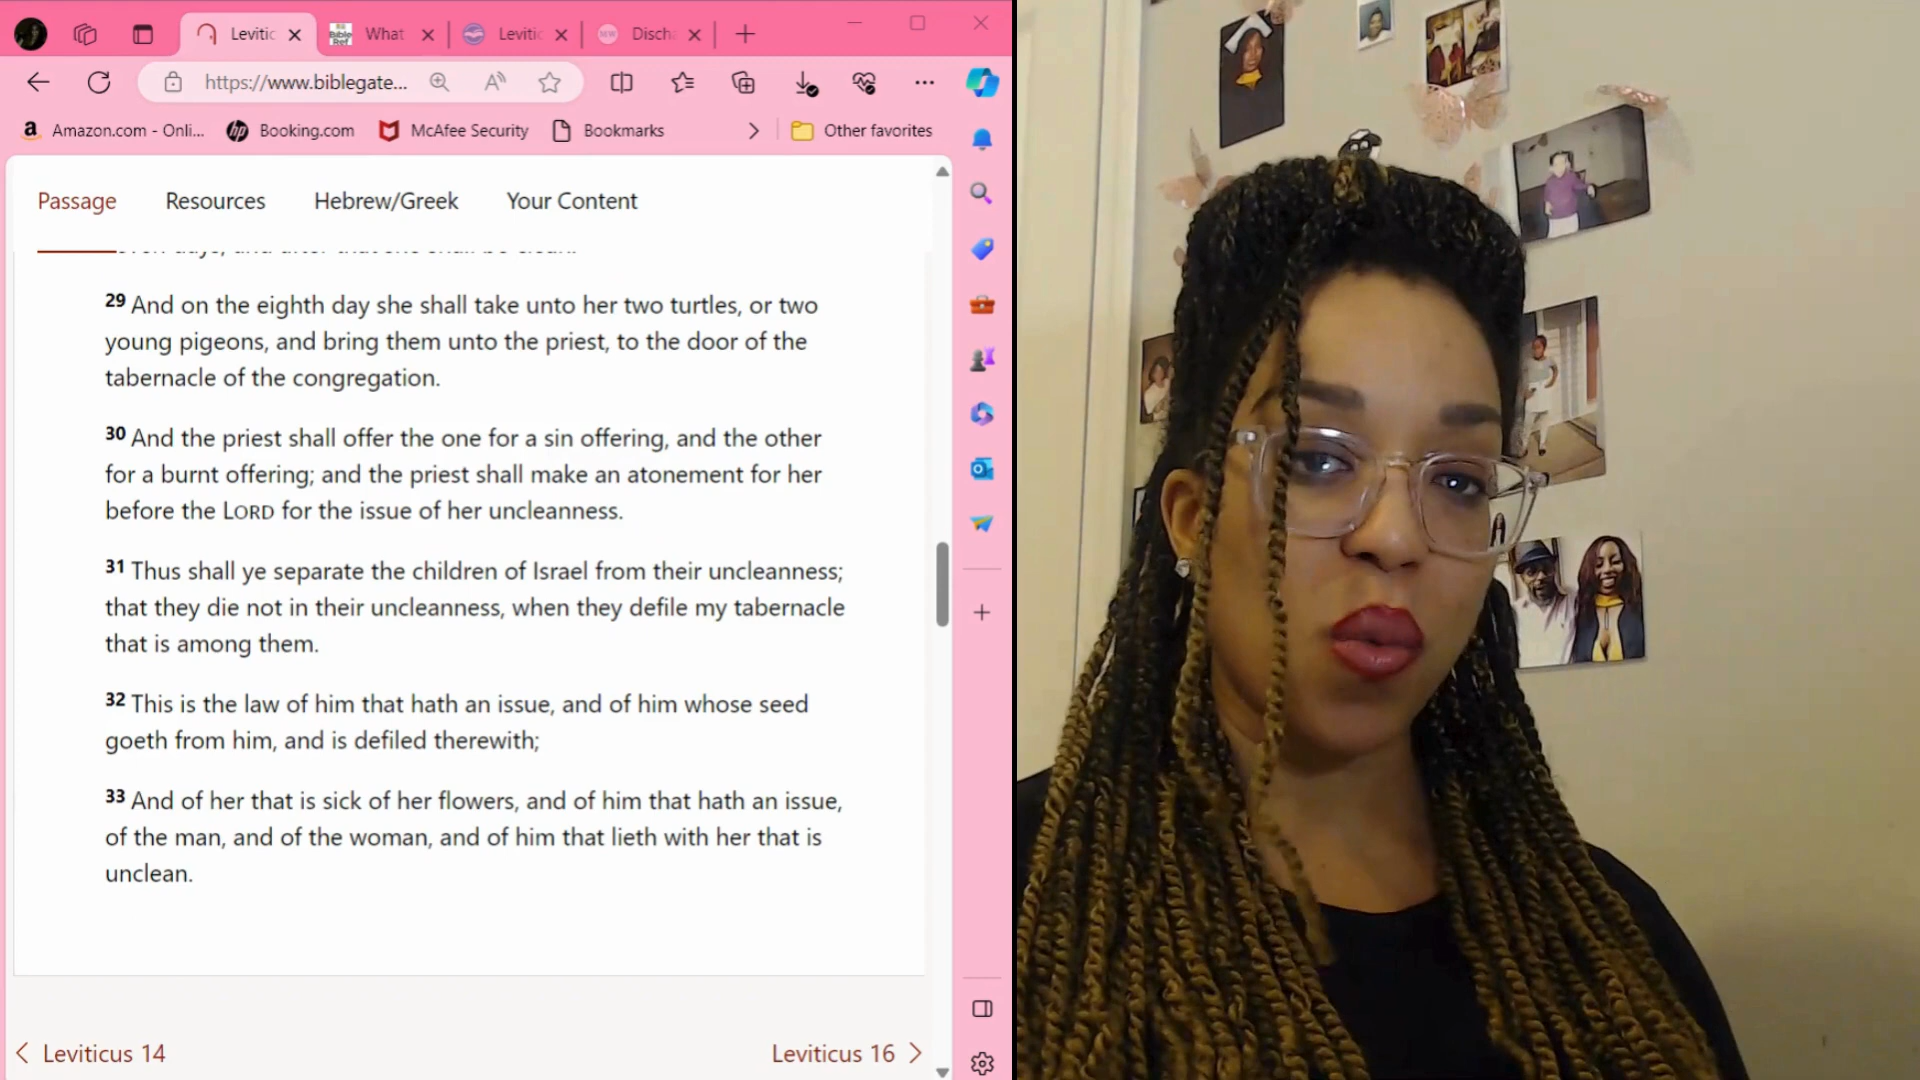 Levitic
What
Levitic
Disch
https://www.biblegate...
Amazon.com - Onli...
Booking.com
McAfee Security
Bookmarks
Other favorites
Passage
Resources
Hebrew/Greek
Your Content
29 And on the eighth day she shall take unto her two turtles, or two
young pigeons, and bring them unto the priest, to the door of the
tabernacle of the congregation.
30 And the priest shall offer the one for a sin offering, and the other
for a burnt offering; and the priest shall make an atonement for her
before the LORD for the issue of her uncleanness.
31 Thus shall ye separate the children of Israel from their uncleanness;
that they die not in their uncleanness, when they defile my tabernacle
that is among them.
32 This is the law of him that hath an issue, and of him whose seed
goeth from him, and is defiled therewith;
33 And of her that is sick of her flowers, and of him that hath an issue,
of the man, and of the woman, and of him that lieth with her that is
unclean.
Leviticus 14
Leviticus 16